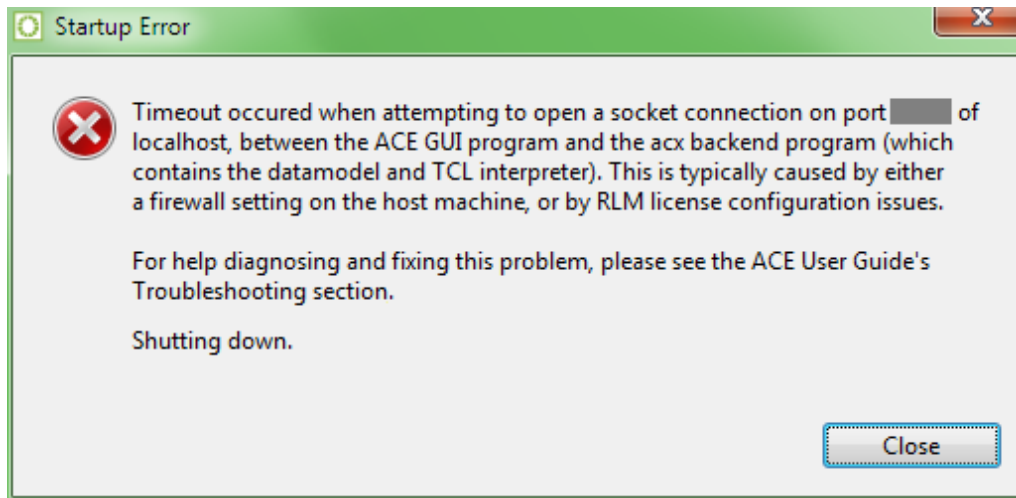 Startup Error
Timeout occured when attempting to open a socket connection on port of
localhost, between the ACE GUI program and the acx backend program (which
contains the datamodel and TCL interpreter). This is typically caused by either
a firewall setting on the host machine, or by RLM license configuration issues.
For help diagnosing and fixing this problem, please see the ACE User Guide's
Troubleshooting section.
Shutting down.
Close